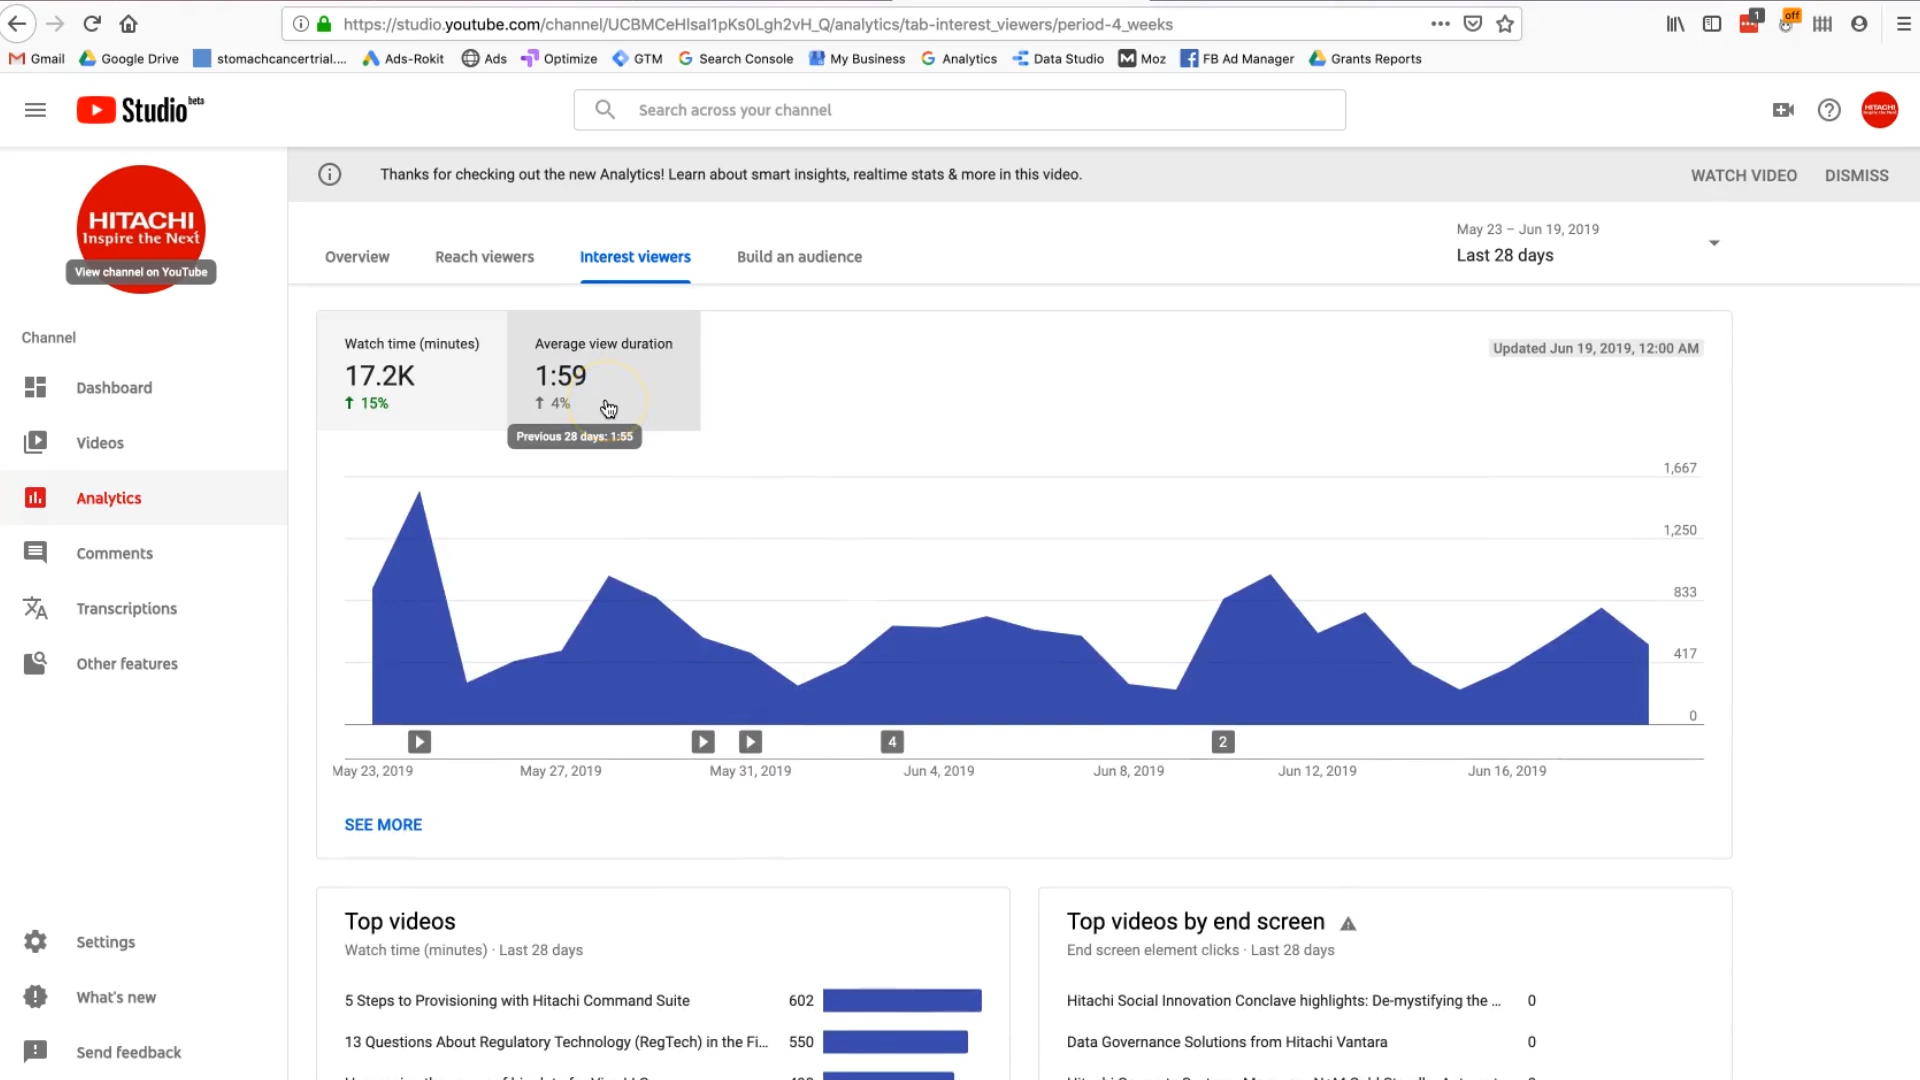 https://studio.youtube.com/channel/UCBMCeHlsal1pKs0Lgh2vH_Q/analytics/tab-interest_viewers/period-4_weeks
1
off
Gmail
Google Drive
stomachcancertrial....
Ads-Rokit
Ads
Optimize
GTM
Search Console
My Business
Analytics
Data Studio
Moz
FB Ad Manager
Grants Reports
Studio beta
Search across your channel
HITACHI
Inspire the Next
View channel on YouTube
Thanks for checking out the new Analytics! Learn about smart insights, realtime stats & more in this video.
WATCH VIDEO
DISMISS
Overview
Reach viewers
Interest viewers
Build an audience
May 23 – Jun 19, 2019
Last 28 days
Channel
Dashboard
Videos
Analytics
Comments
Transcriptions
Other features
Settings
What's new
Send feedback
Watch time (minutes)
17.2K
15%
Average view duration
1:59
4%
Previous 28 days: 1:55
Updated Jun 19, 2019, 12:00 AM
1,667
1,250
833
417
0
4
2
May 23, 2019
May 27, 2019
May 31, 2019
Jun 4, 2019
Jun 8, 2019
Jun 12, 2019
Jun 16, 2019
SEE MORE
Top videos
Watch time (minutes) · Last 28 days
5 Steps to Provisioning with Hitachi Command Suite 602
13 Questions About Regulatory Technology (RegTech) in the Fi... 550
Top videos by end screen
End screen element clicks · Last 28 days
Hitachi Social Innovation Conclave highlights: De-mystifying the ... 0
Data Governance Solutions from Hitachi Vantara 0